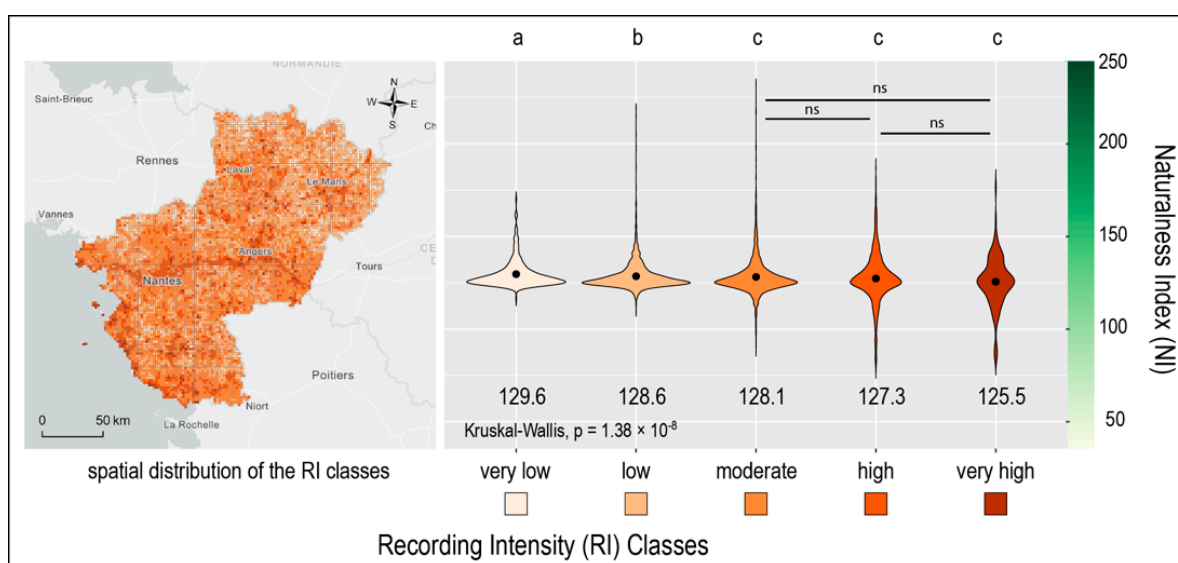 a b c c c
NORMANDIE
Saint-Brieuc
N
W E
S
Ch
Rennes
Laval
Le Mans
Vannes
Angers
CE
D
Nantes
Tours
Poitiers
Niort
La Rochelle
0 50 km
ns
ns ns
129.6 128.6 128.1 127.3 125.5
Kruskal-Wallis, p = 1.38 × 10⁻⁸
250
200
150
100
50
Naturalness Index (NI)
spatial distribution of the RI classes
very low low moderate high very high
Recording Intensity (RI) Classes